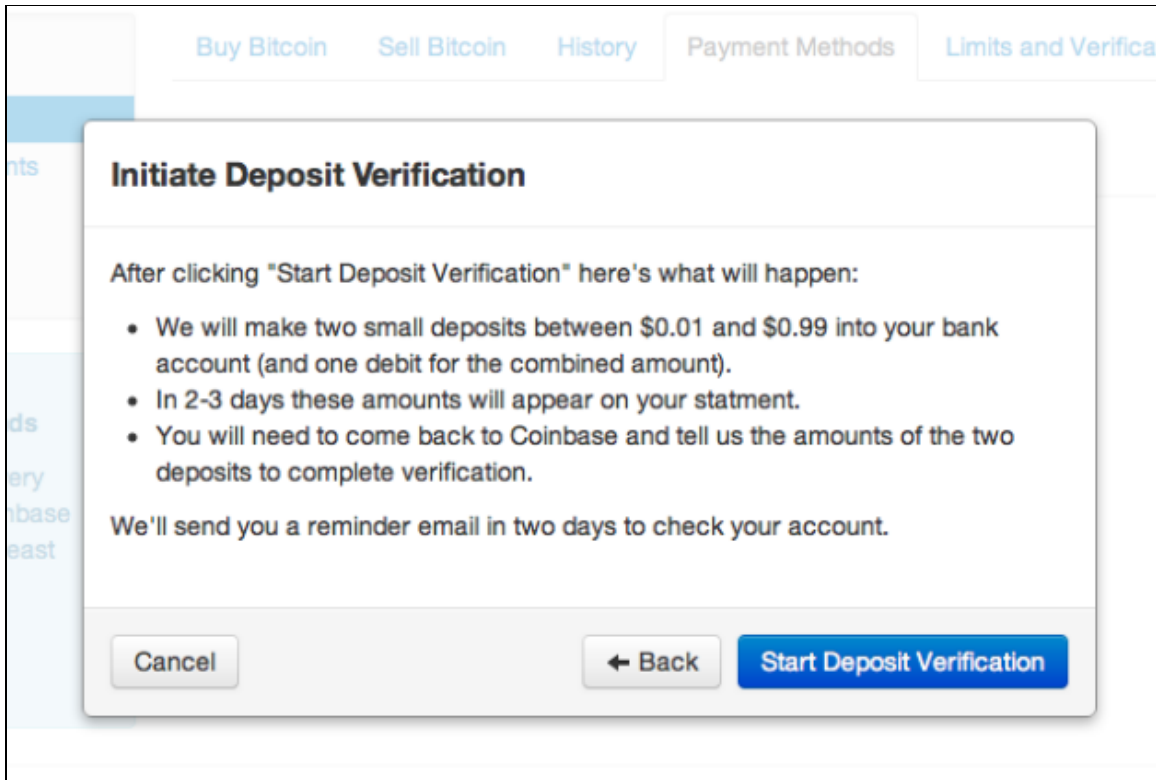 Buy Bitcoin Sell Bitcoin History Payment Methods Limits and Verifica
nts
Initiate Deposit Verification
After clicking "Start Deposit Verification" here's what will happen:
• We will make two small deposits between $0.01 and $0.99 into your bank
account (and one debit for the combined amount).
• In 2-3 days these amounts will appear on your statment.
• You will need to come back to Coinbase and tell us the amounts of the two
deposits to complete verification.
We'll send you a reminder email in two days to check your account.
ds
ery
nbase
east
Cancel ← Back Start Deposit Verification